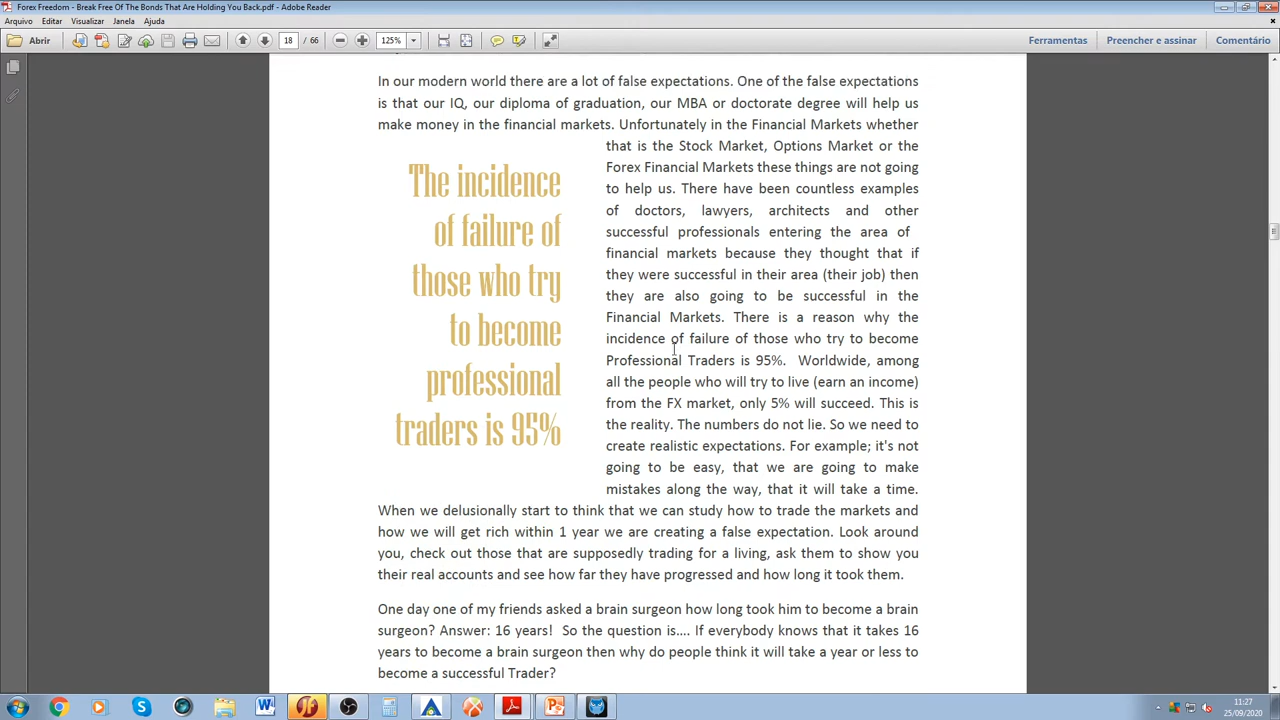 Forex Freedom - Break Free Of The Bonds That Are Holding You Back.pdf - Adobe Reader
Arquivo Editar Visualizar Janela Ajuda
Abrir 18 / 66 125% Ferramentas Preencher e assinar Comentário
In our modern world there are a lot of false expectations. One of the false expectations
is that our IQ, our diploma of graduation, our MBA or doctorate degree will help us
make money in the financial markets. Unfortunately in the Financial Markets whether
that is the Stock Market, Options Market or the
Forex Financial Markets these things are not going
to help us. There have been countless examples
of doctors, lawyers, architects and other
successful professionals entering the area of
financial markets because they thought that if
they were successful in their area (their job) then
they are also going to be successful in the
Financial Markets. There is a reason why the
incidence of failure of those who try to become
Professional Traders is 95%. Worldwide, among
all the people who will try to live (earn an income)
from the FX market, only 5% will succeed. This is
the reality. The numbers do not lie. So we need to
create realistic expectations. For example; it's not
going to be easy, that we are going to make
mistakes along the way, that it will take a time.
The incidence
of failure of
those who try
to become
professional
traders is 95%
When we delusionally start to think that we can study how to trade the markets and
how we will get rich within 1 year we are creating a false expectation. Look around
you, check out those that are supposedly trading for a living, ask them to show you
their real accounts and see how far they have progressed and how long it took them.
One day one of my friends asked a brain surgeon how long took him to become a brain
surgeon? Answer: 16 years! So the question is.... If everybody knows that it takes 16
years to become a brain surgeon then why do people think it will take a year or less to
become a successful Trader?
11:27
25/09/2020